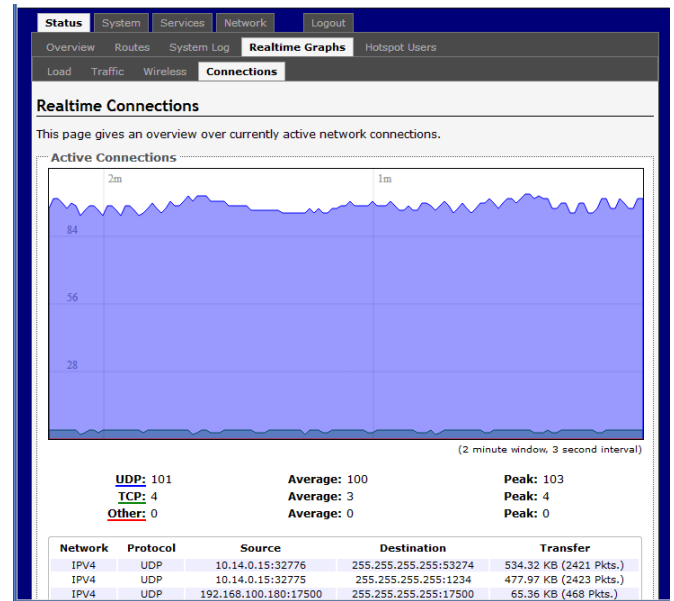 Status System Services Network Logout
Overview Routes System Log Realtime Graphs Hotspot Users
Load Traffic Wireless Connections
Realtime Connections
This page gives an overview over currently active network connections.
Active Connections
2m 1m
84
56
28
(2 minute window, 3 second interval)
UDP: 101 Average: 100 Peak: 103
TCP: 4 Average: 3 Peak: 4
Other: 0 Average: 0 Peak: 0
Network Protocol Source Destination Transfer
IPV4 UDP 10.14.0.15:32776 255.255.255.255:53274 534.32 KB (2421 Pkts.)
IPV4 UDP 10.14.0.15:32775 255.255.255.255:1234 477.97 KB (2423 Pkts.)
IPV4 UDP 192.168.100.180:17500 255.255.255.255:17500 65.36 KB (468 Pkts.)